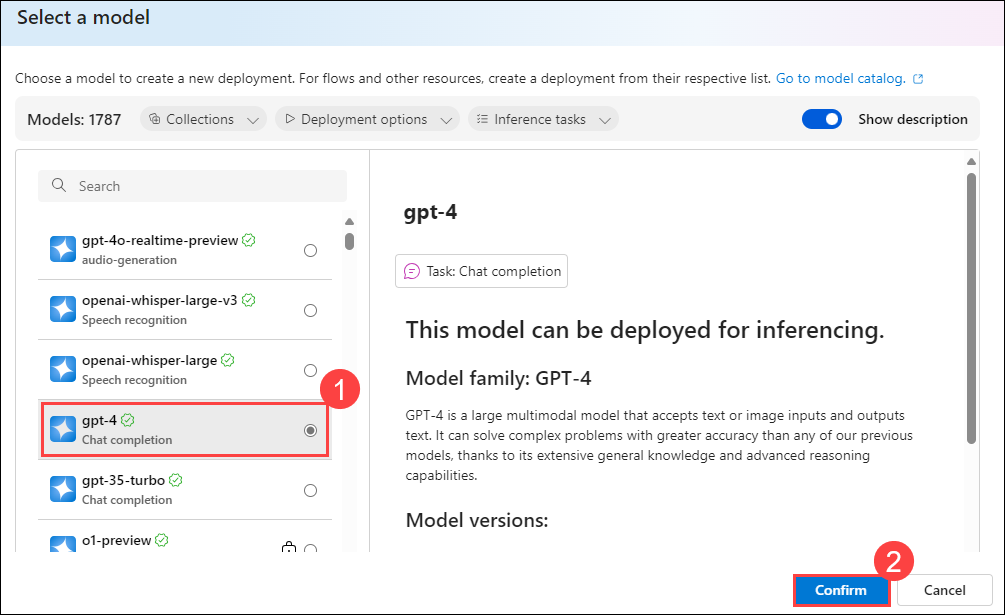 Select a model
Choose a model to create a new deployment. For flows and other resources, create a deployment from their respective list. Go to model catalog.
Models: 1787
Collections
Deployment options
Inference tasks
Show description
Search
gpt-4o-realtime-preview
audio-generation
openai-whisper-large-v3
Speech recognition
openai-whisper-large
Speech recognition
1
gpt-4
Chat completion
gpt-35-turbo
Chat completion
o1-preview
gpt-4
Task: Chat completion
This model can be deployed for inferencing.
Model family: GPT-4
GPT-4 is a large multimodal model that accepts text or image inputs and outputs
text. It can solve complex problems with greater accuracy than any of our previous
models, thanks to its extensive general knowledge and advanced reasoning
capabilities.
Model versions:
2
Confirm
Cancel